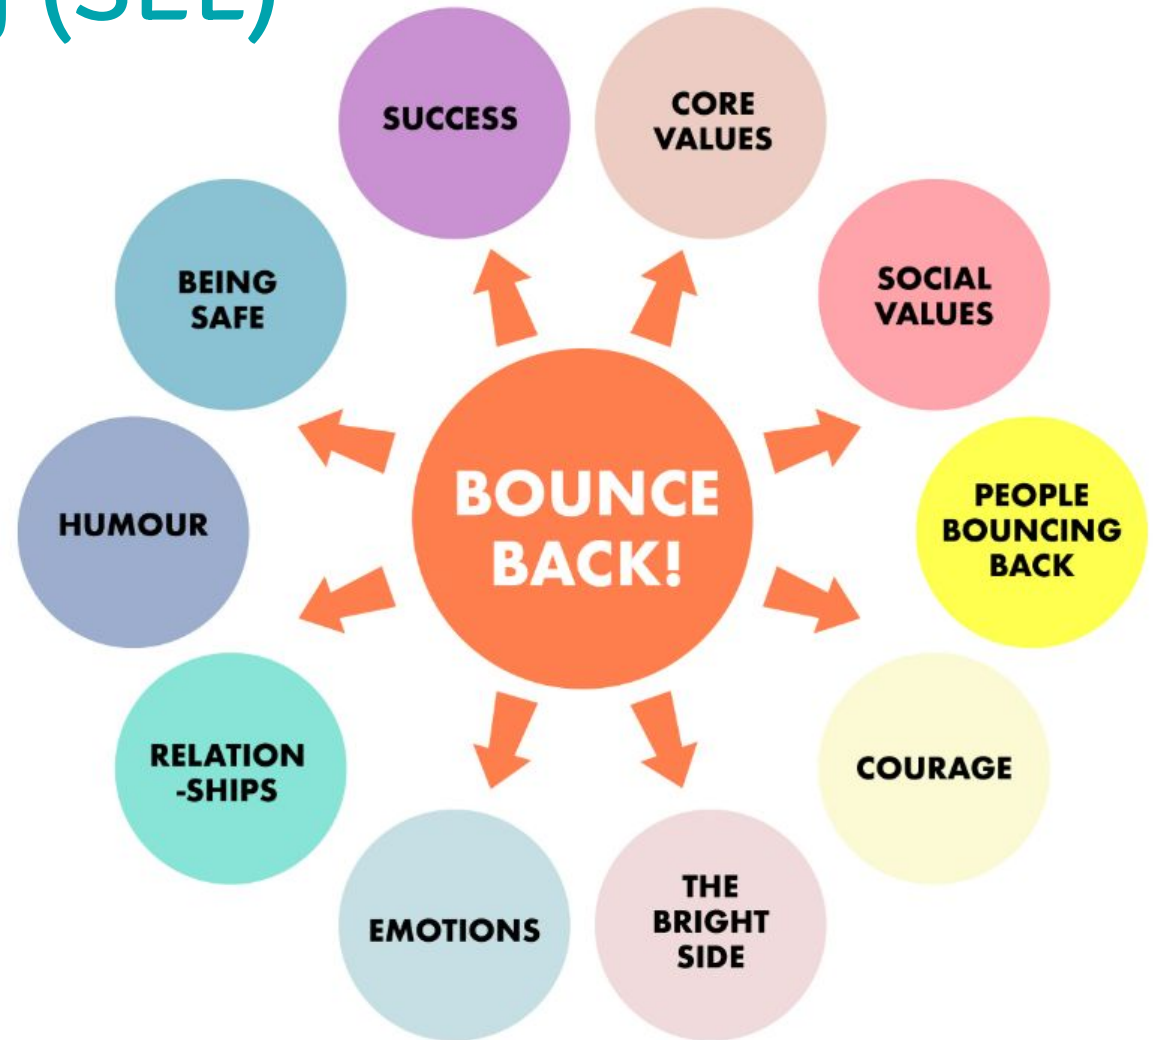 (SEL)
SUCCESS
CORE
VALUES
BEING
SAFE
SOCIAL
VALUES
HUMOUR
BOUNCE
BACK!
PEOPLE
BOUNCING
BACK
RELATION
-SHIPS
COURAGE
EMOTIONS
THE
BRIGHT
SIDE